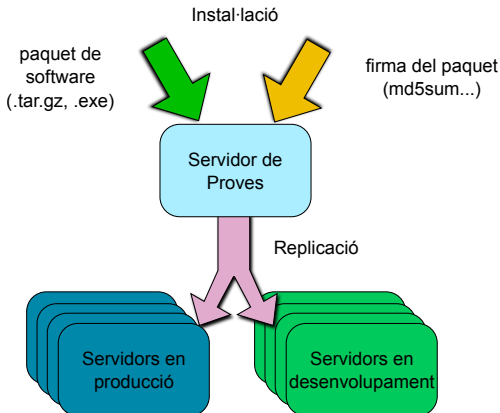 Instal·lació
paquet de
software
(.tar.gz, .exe)
firma del paquet
(md5sum...)
Servidor de
Proves
Replicació
Servidors en
producció
Servidors en
desenvolupament